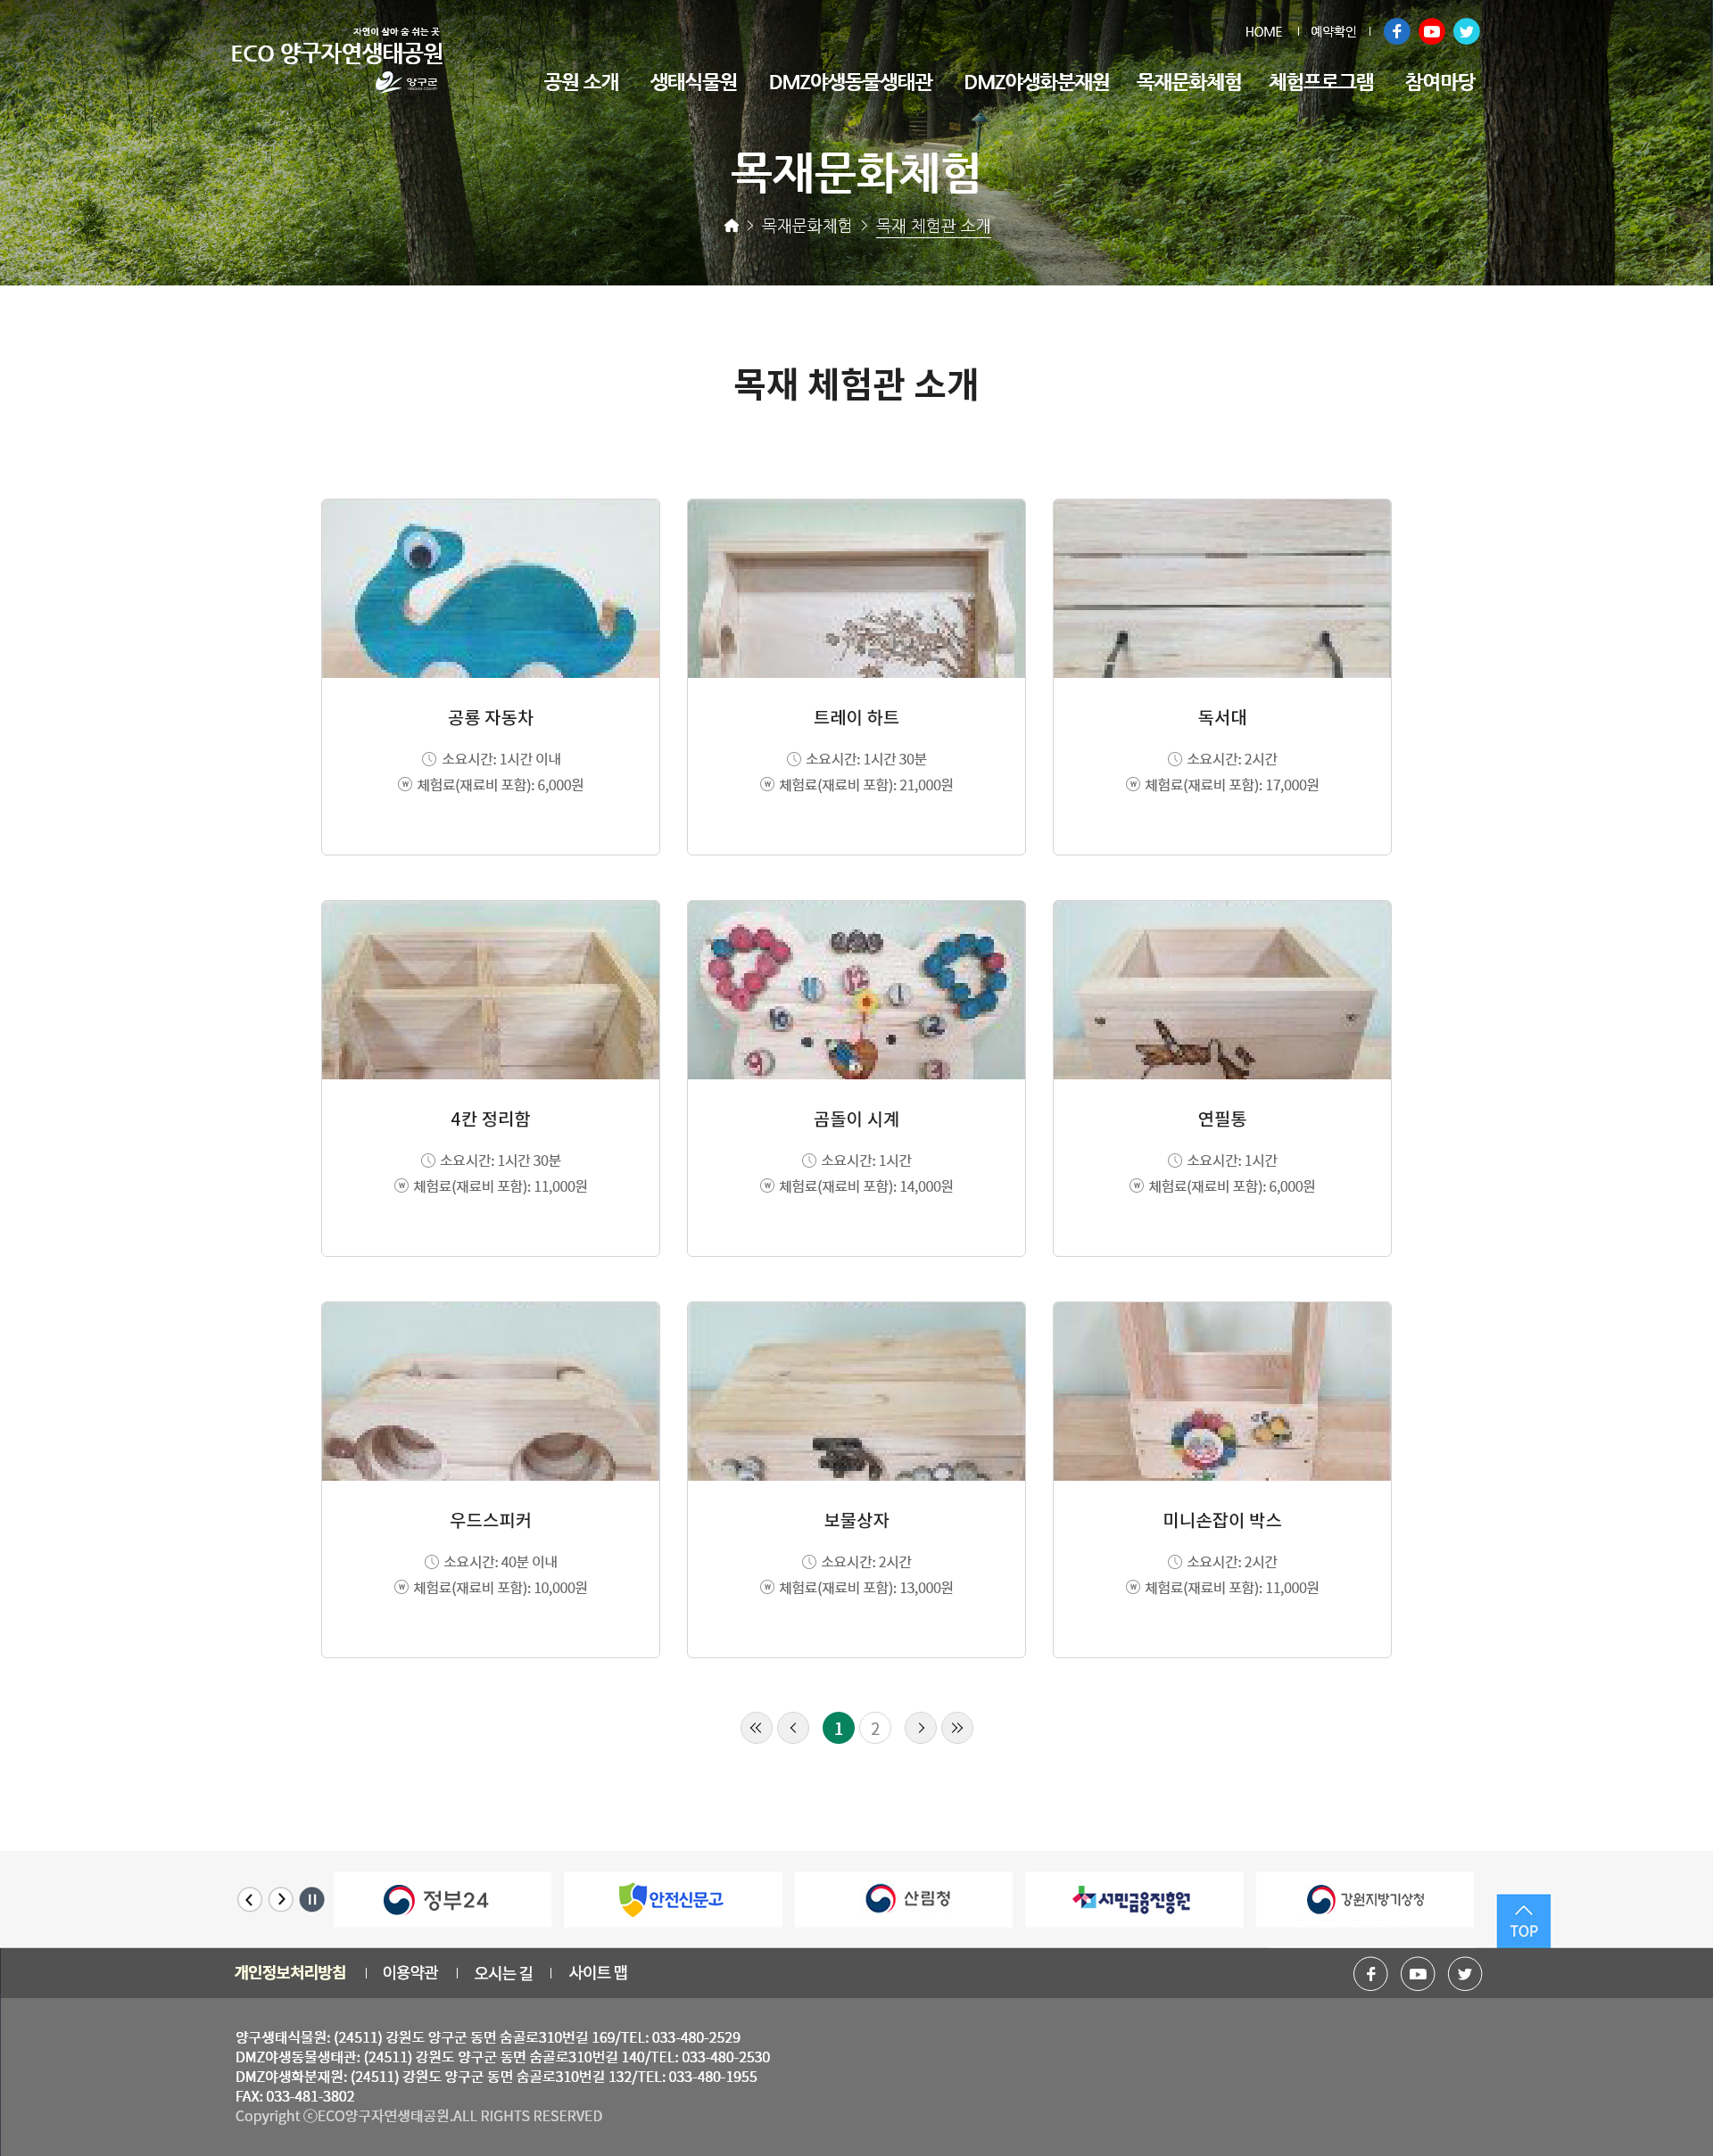 자연이 살아 숨 쉬는 곳
ECO 양구자연생태공원
양구군
HOME
예약확인
공원 소개
생태식물원
DMZ야생동물생태관
DMZ야생화분재원
목재문화체험
체험프로그램
참여마당
목재문화체험
목재문화체험
목재 체험관 소개
목재 체험관 소개
공룡 자동차
소요시간: 1시간 이내
체험료(재료비 포함): 6,000원
트레이 하트
소요시간: 1시간 30분
체험료(재료비 포함): 21,000원
독서대
소요시간: 2시간
체험료(재료비 포함): 17,000원
4칸 정리함
소요시간: 1시간 30분
체험료(재료비 포함): 11,000원
곰돌이 시계
소요시간: 1시간
체험료(재료비 포함): 14,000원
연필통
소요시간: 1시간
체험료(재료비 포함): 6,000원
우드스피커
소요시간: 40분 이내
체험료(재료비 포함): 10,000원
보물상자
소요시간: 2시간
체험료(재료비 포함): 13,000원
미니손잡이 박스
소요시간: 2시간
체험료(재료비 포함): 11,000원
1
2
정부24
안전신문고
산림청
서민금융진흥원
강원지방기상청
TOP
개인정보처리방침
이용약관
오시는 길
사이트 맵
양구생태식물원: (24511) 강원도 양구군 동면 숨골로310번길 169/TEL: 033-480-2529
DMZ야생동물생태관: (24511) 강원도 양구군 동면 숨골로310번길 140/TEL: 033-480-2530
DMZ야생화분재원: (24511) 강원도 양구군 동면 숨골로310번길 132/TEL: 033-480-1955
FAX: 033-481-3802
Copyright ⓒECO양구자연생태공원.ALL RIGHTS RESERVED